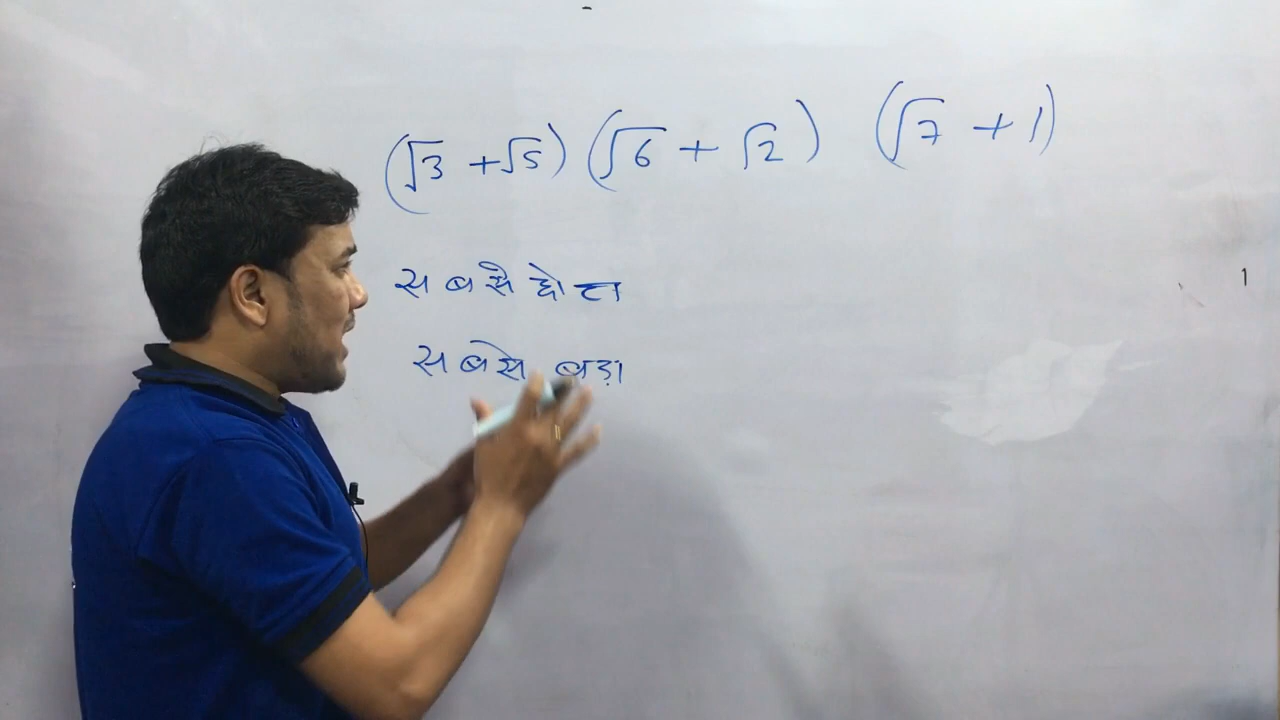 (√3 + √5) (√6 + √2) (√7 + 1)
सबसे छोटा
सबसे बड़ा